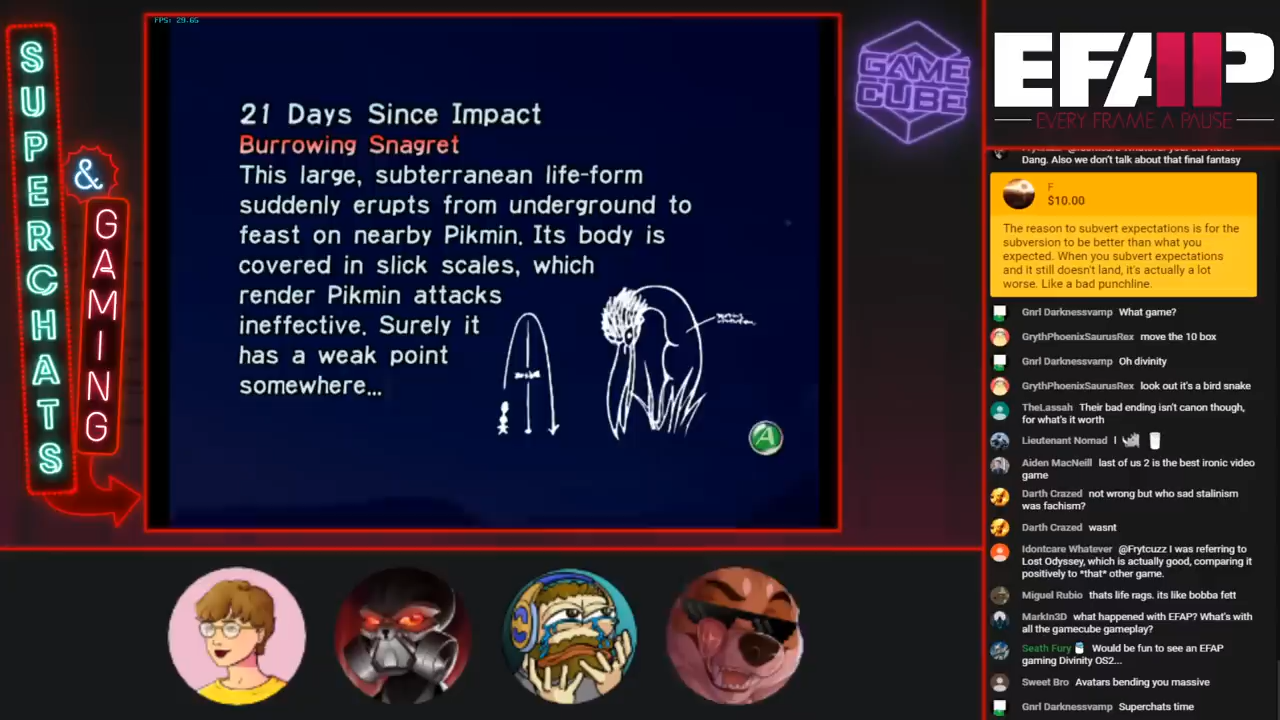 FPS: 29.65
SUPERCHATS
&
GAMING
21 Days Since Impact
Burrowing Snagret
This large, subterranean life-form
suddenly erupts from underground to
feast on nearby Pikmin. Its body is
covered in slick scales, which
render Pikmin attacks
ineffective. Surely it
has a weak point
somewhere...
A
GAME
CUBE
EFAP
EVERY FRAME A PAUSE
Dang. Also we don't talk about that final fantasy
F
$10.00
The reason to subvert expectations is for the
subversion to be better than what you
expected. When you subvert expectations
and it still doesn't land, it's actually a lot
worse. Like a bad punchline.
Gnrl Darknessvamp What game?
GrythPhoenixSaurusRex move the 10 box
Gnrl Darknessvamp Oh divinity
GrythPhoenixSaurusRex look out it's a bird snake
TheLassah Their bad ending isn't canon though,
for what's it worth
Lieutenant Nomad I
Aiden MacNeill last of us 2 is the best ironic video
game
Darth Crazed not wrong but who sad stalinism
was fachism?
Darth Crazed wasnt
Idontcare Whatever @Frytcuzz I was referring to
Lost Odyssey, which is actually good, comparing it
positively to *that* other game.
Miguel Rubio thats life rags. its like bobba fett
MarkIn3D what happened with EFAP? What's with
all the gamecube gameplay?
Seath Fury Would be fun to see an EFAP
gaming Divinity OS2...
Sweet Bro Avatars bending you massive
Gnrl Darknessvamp Superchats time